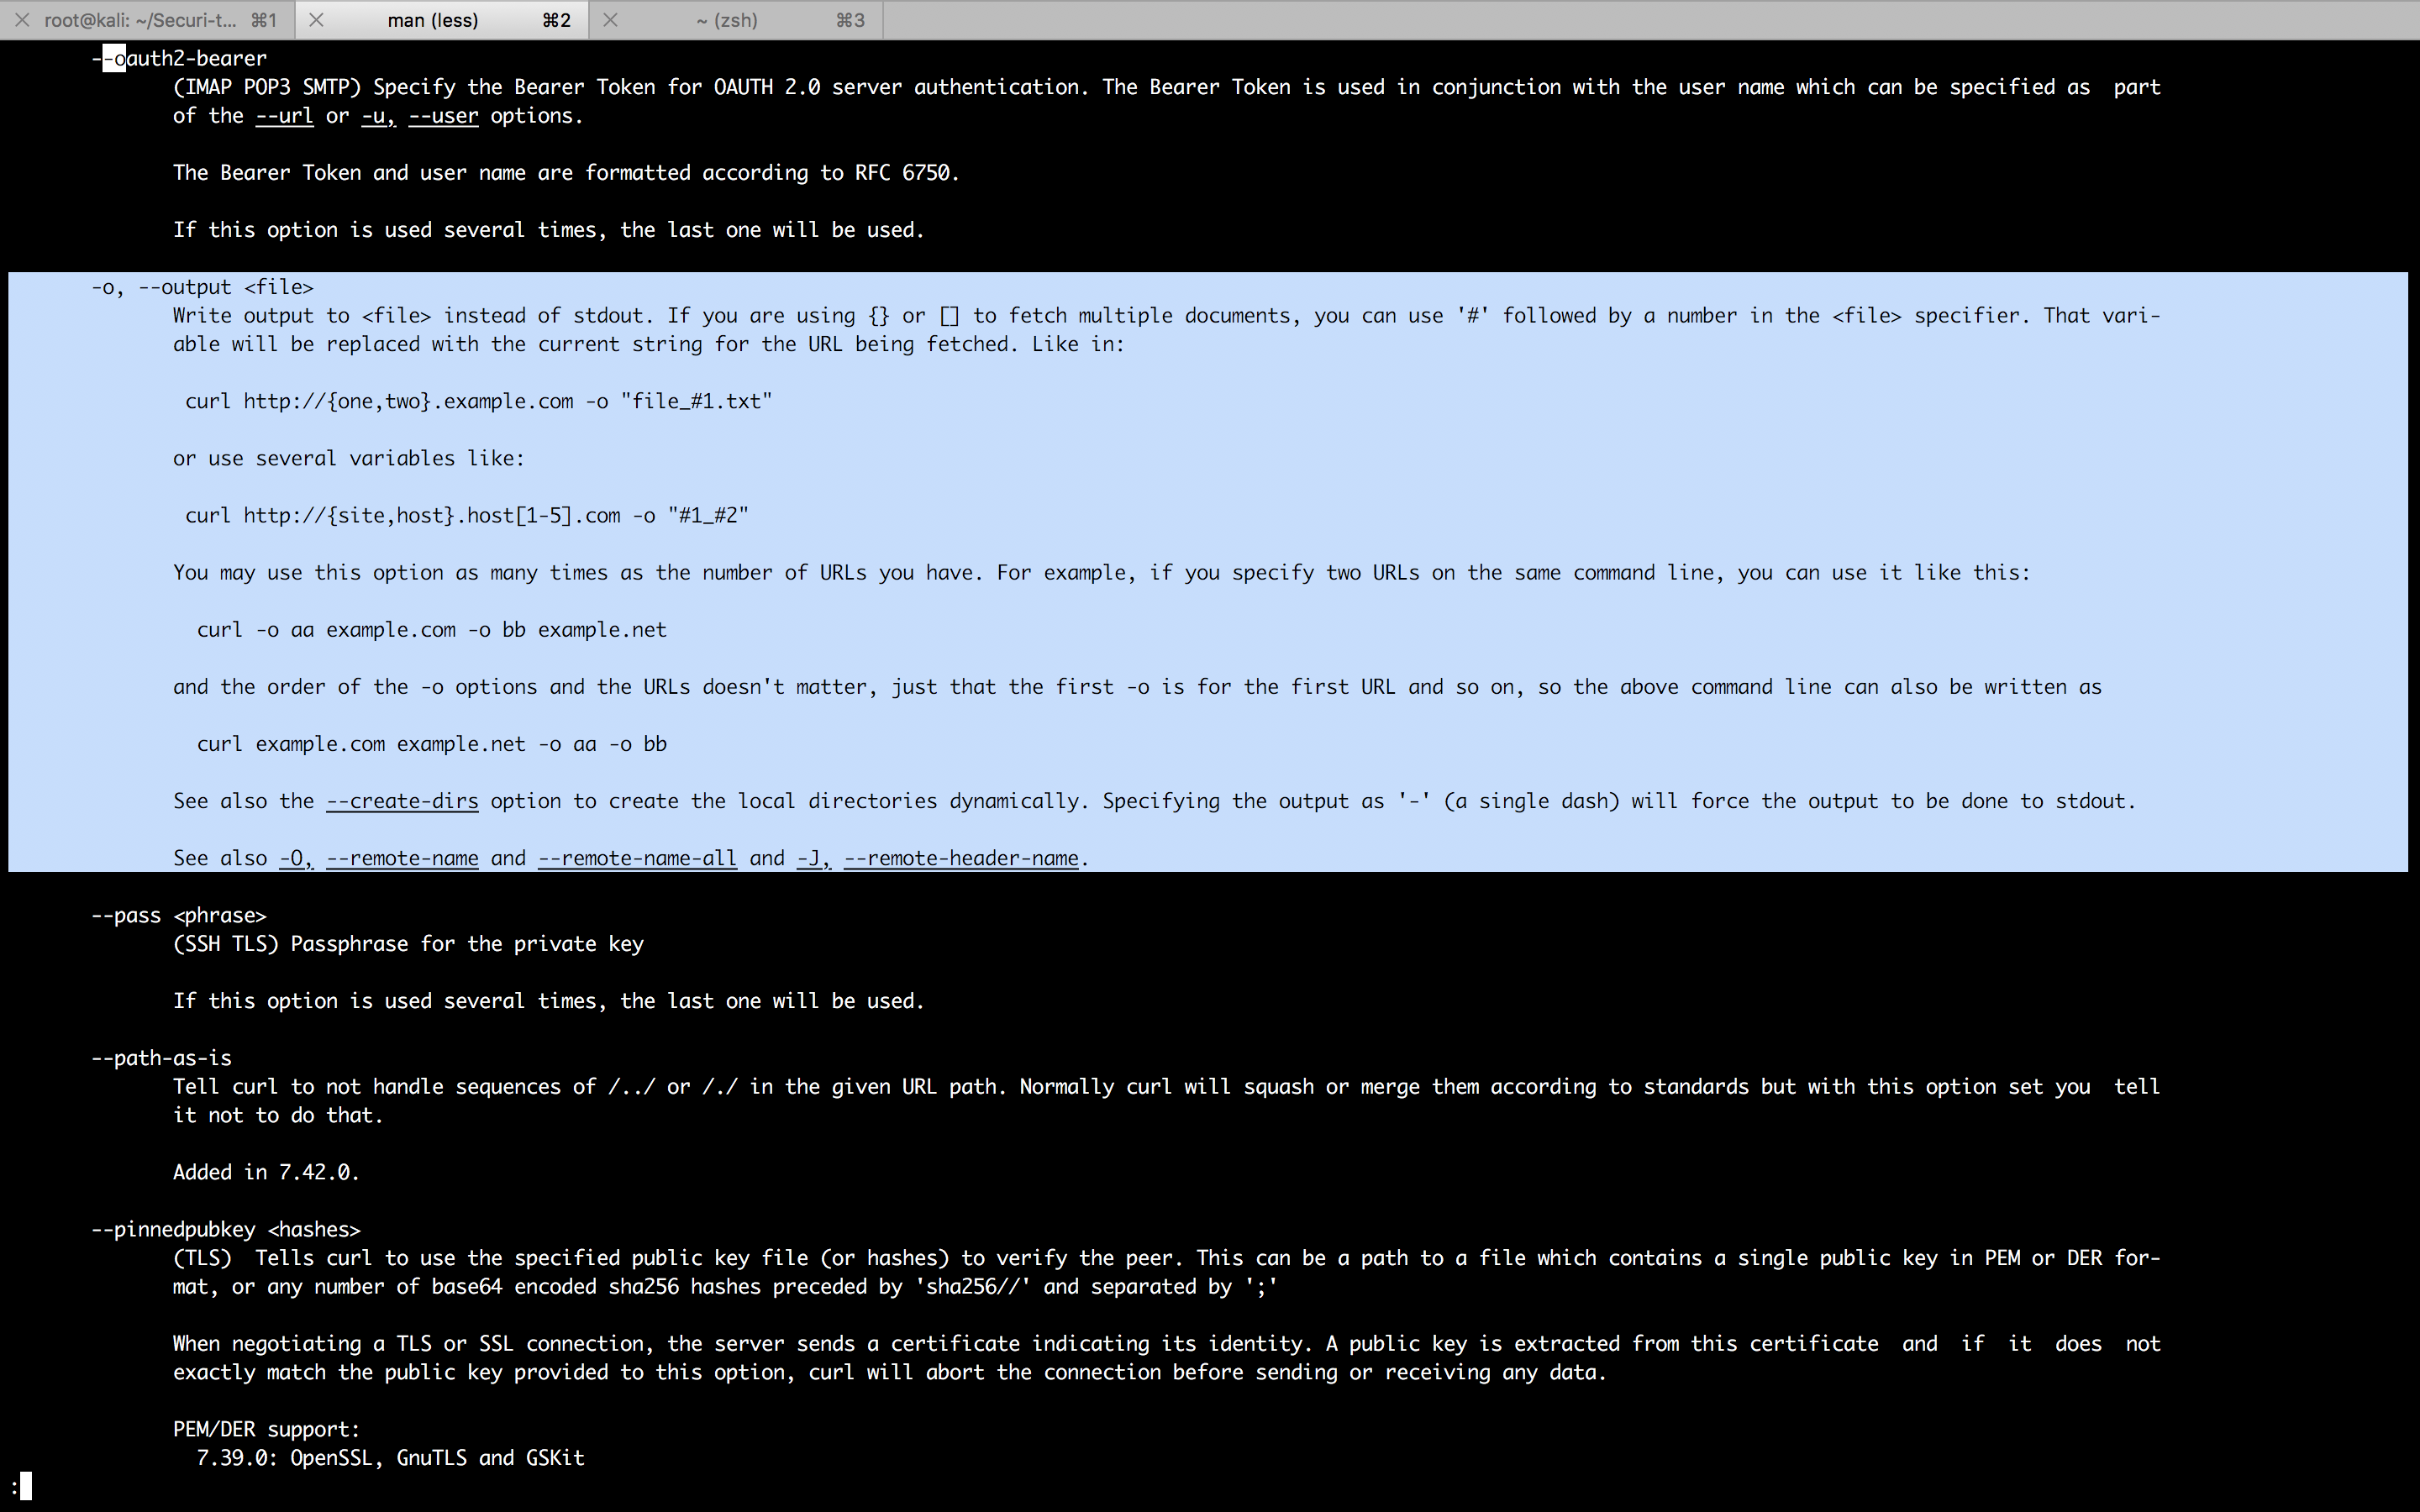 root@kali: ~/Securi-t... ⌘1 man (less) ⌘2 ~ (zsh) ⌘3
--oauth2-bearer
(IMAP POP3 SMTP) Specify the Bearer Token for OAUTH 2.0 server authentication. The Bearer Token is used in conjunction with the user name which can be specified as  part
of the --url or -u, --user options.
The Bearer Token and user name are formatted according to RFC 6750.
If this option is used several times, the last one will be used.
-o, --output <file>
Write output to <file> instead of stdout. If you are using {} or [] to fetch multiple documents, you can use '#' followed by a number in the <file> specifier. That vari-
able will be replaced with the current string for the URL being fetched. Like in:
curl http://{one,two}.example.com -o "file_#1.txt"
or use several variables like:
curl http://{site,host}.host[1-5].com -o "#1_#2"
You may use this option as many times as the number of URLs you have. For example, if you specify two URLs on the same command line, you can use it like this:
curl -o aa example.com -o bb example.net
and the order of the -o options and the URLs doesn't matter, just that the first -o is for the first URL and so on, so the above command line can also be written as
curl example.com example.net -o aa -o bb
See also the --create-dirs option to create the local directories dynamically. Specifying the output as '-' (a single dash) will force the output to be done to stdout.
See also -O, --remote-name and --remote-name-all and -J, --remote-header-name.
--pass <phrase>
(SSH TLS) Passphrase for the private key
If this option is used several times, the last one will be used.
--path-as-is
Tell curl to not handle sequences of /../ or /./ in the given URL path. Normally curl will squash or merge them according to standards but with this option set you  tell
it not to do that.
Added in 7.42.0.
--pinnedpubkey <hashes>
(TLS)  Tells curl to use the specified public key file (or hashes) to verify the peer. This can be a path to a file which contains a single public key in PEM or DER for-
mat, or any number of base64 encoded sha256 hashes preceded by 'sha256//' and separated by ';'
When negotiating a TLS or SSL connection, the server sends a certificate indicating its identity. A public key is extracted from this certificate  and  if  it  does  not
exactly match the public key provided to this option, curl will abort the connection before sending or receiving any data.
PEM/DER support:
7.39.0: OpenSSL, GnuTLS and GSKit
: